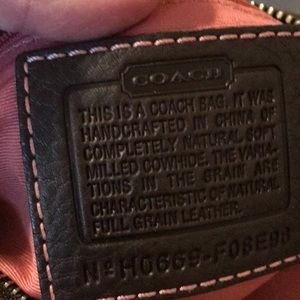 COACH
THIS IS A COACH BAG. IT WAS
HANDCRAFTED IN CHINA OF
COMPLETELY NATURAL SOFT
MILLED COWHIDE. THE VARIA-
TIONS IN THE GRAIN ARE
CHARACTERISTIC OF NATURAL
FULL GRAIN LEATHER.
Nº H0669-F08E93